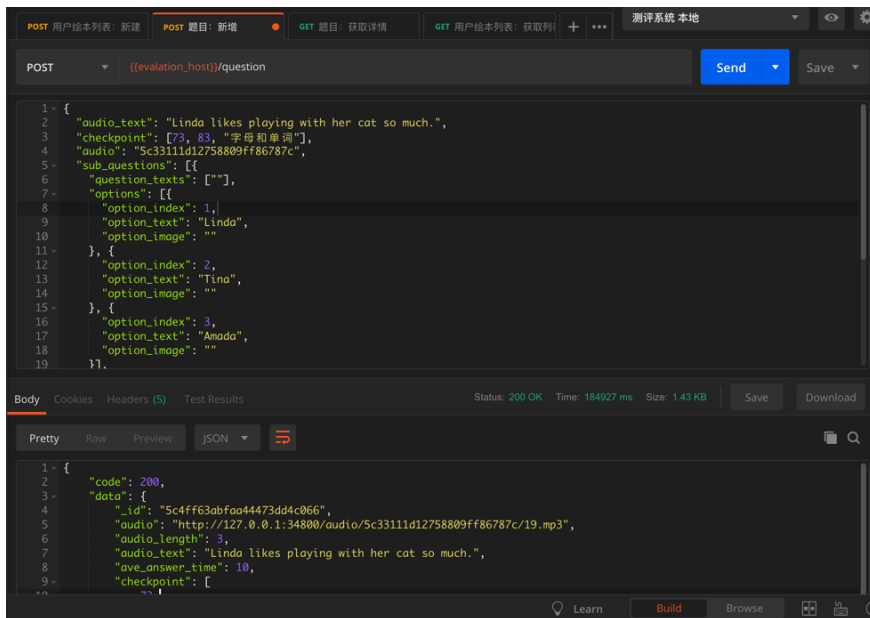 POST 用户绘本列表：新建 POST 题目：新增 GET 题目：获取详情 GET 用户绘本列表：获取列 + ••• 测评系统 本地
POST {{evalation_host}}/question Send Save
1 {
2 "audio_text": "Linda likes playing with her cat so much.",
3 "checkpoint": [73, 83, "字母和单词"],
4 "audio": "5c33111d12758809ff86787c",
5 "sub_questions": [{
6 "question_texts": [""],
7 "options": [{
8 "option_index": 1,
9 "option_text": "Linda",
10 "option_image": ""
11 }, {
12 "option_index": 2,
13 "option_text": "Tina",
14 "option_image": ""
15 }, {
16 "option_index": 3,
17 "option_text": "Amada",
18 "option_image": ""
19 }],
Body Cookies Headers (5) Test Results Status: 200 OK Time: 184927 ms Size: 1.43 KB Save Download
Pretty Raw Preview JSON
1 {
2 "code": 200,
3 "data": {
4 "_id": "5c4ff63abfaa44473dd4c066",
5 "audio": "http://127.0.0.1:34800/audio/5c33111d12758809ff86787c/19.mp3",
6 "audio_length": 3,
7 "audio_text": "Linda likes playing with her cat so much.",
8 "ave_answer_time": 10,
9 "checkpoint": [
10 73,
Learn Build Browse